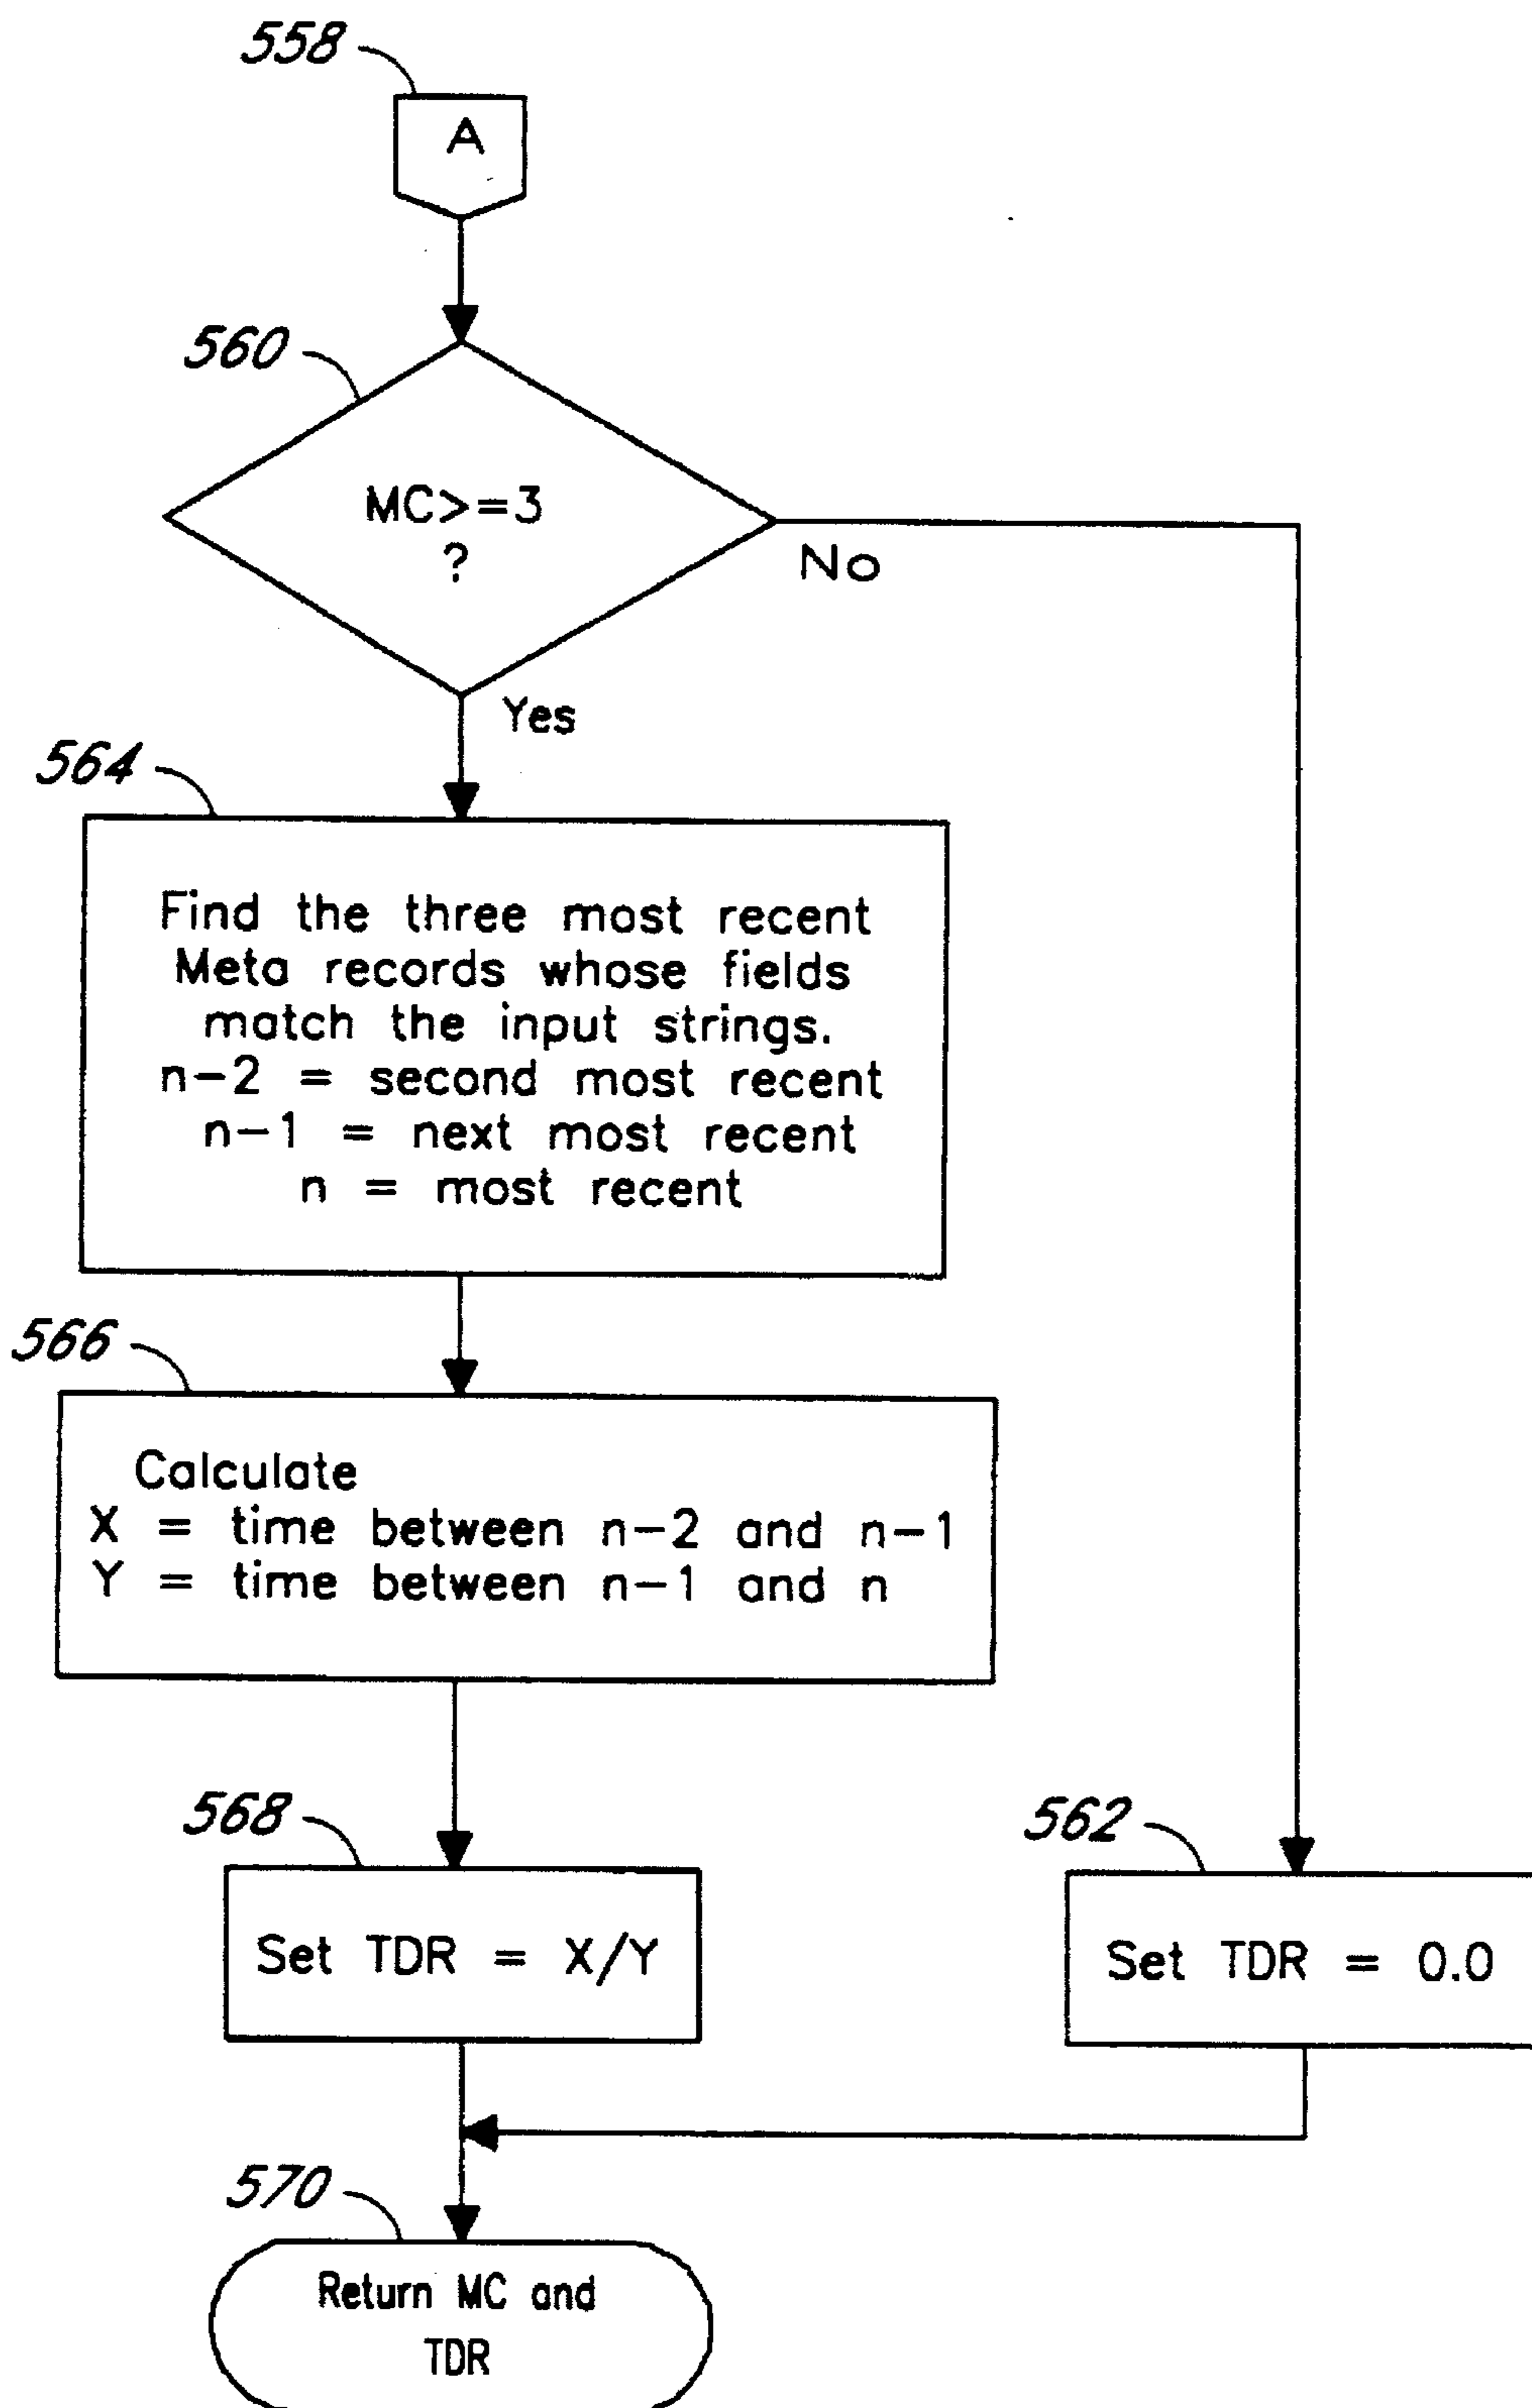 558
A
560
MC>=3
?
No
Yes
564
Find the three most recent
Meta records whose fields
match the input strings.
n-2 = second most recent
n-1 = next most recent
n = most recent
566
Calculate
X = time between n-2 and n-1
Y = time between n-1 and n
568
Set TDR = X/Y
562
Set TDR = 0.0
570
Return MC and
TDR